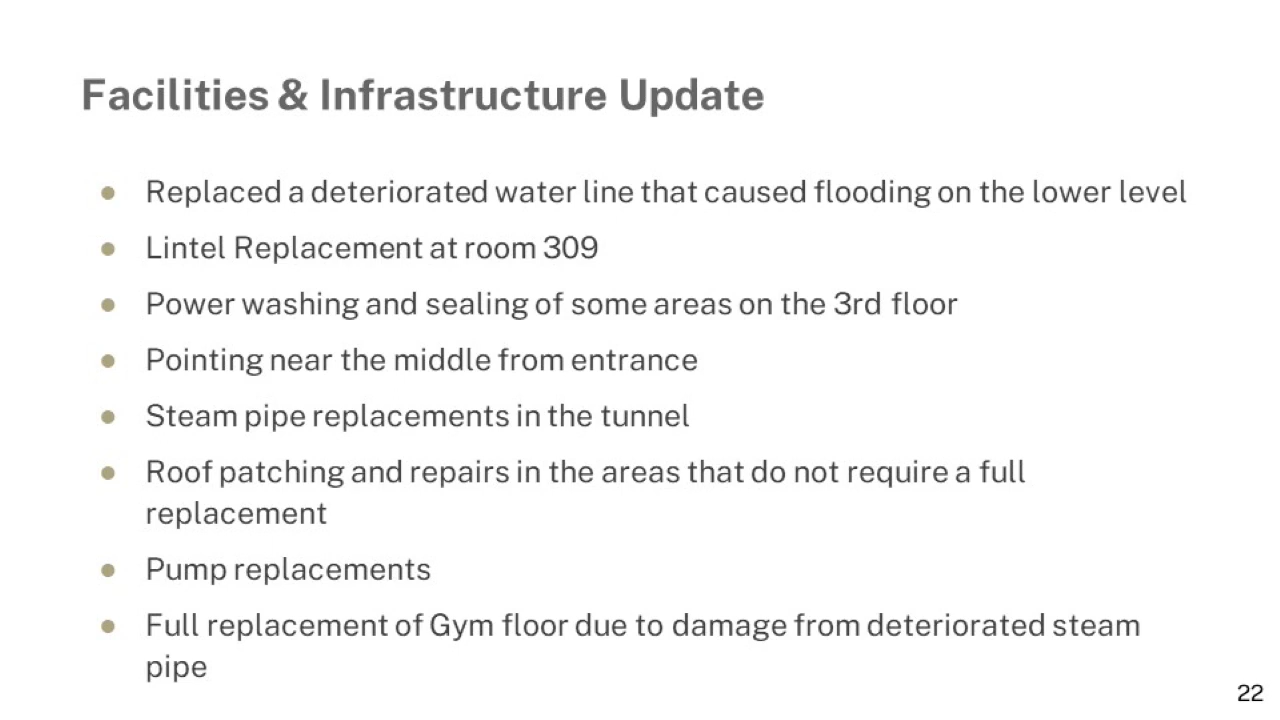 Facilities & Infrastructure Update
● Replaced a deteriorated water line that caused flooding on the lower level
● Lintel Replacement at room 309
● Power washing and sealing of some areas on the 3rd floor
● Pointing near the middle from entrance
● Steam pipe replacements in the tunnel
● Roof patching and repairs in the areas that do not require a full
replacement
● Pump replacements
● Full replacement of Gym floor due to damage from deteriorated steam
pipe
22